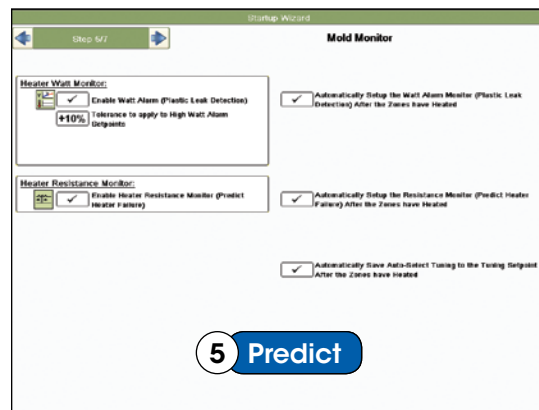 Startup Wizard
Step 5/7
Mold Monitor
Heater Watt Monitor:
Enable Watt Alarm (Plastic Leak Detection)
+10%
Tolerance to apply to High Watt Alarm
Setpoints
Automatically Setup the Watt Alarm Monitor (Plastic Leak
Detection) After the Zones have Heated
Heater Resistance Monitor:
Enable Heater Resistance Monitor (Predict
Heater Failure)
Automatically Setup the Resistance Monitor (Predict Heater
Failure) After the Zones have Heated
Automatically Save Auto-Select Tuning to the Tuning Setpoint
After the Zones have Heated
5 Predict